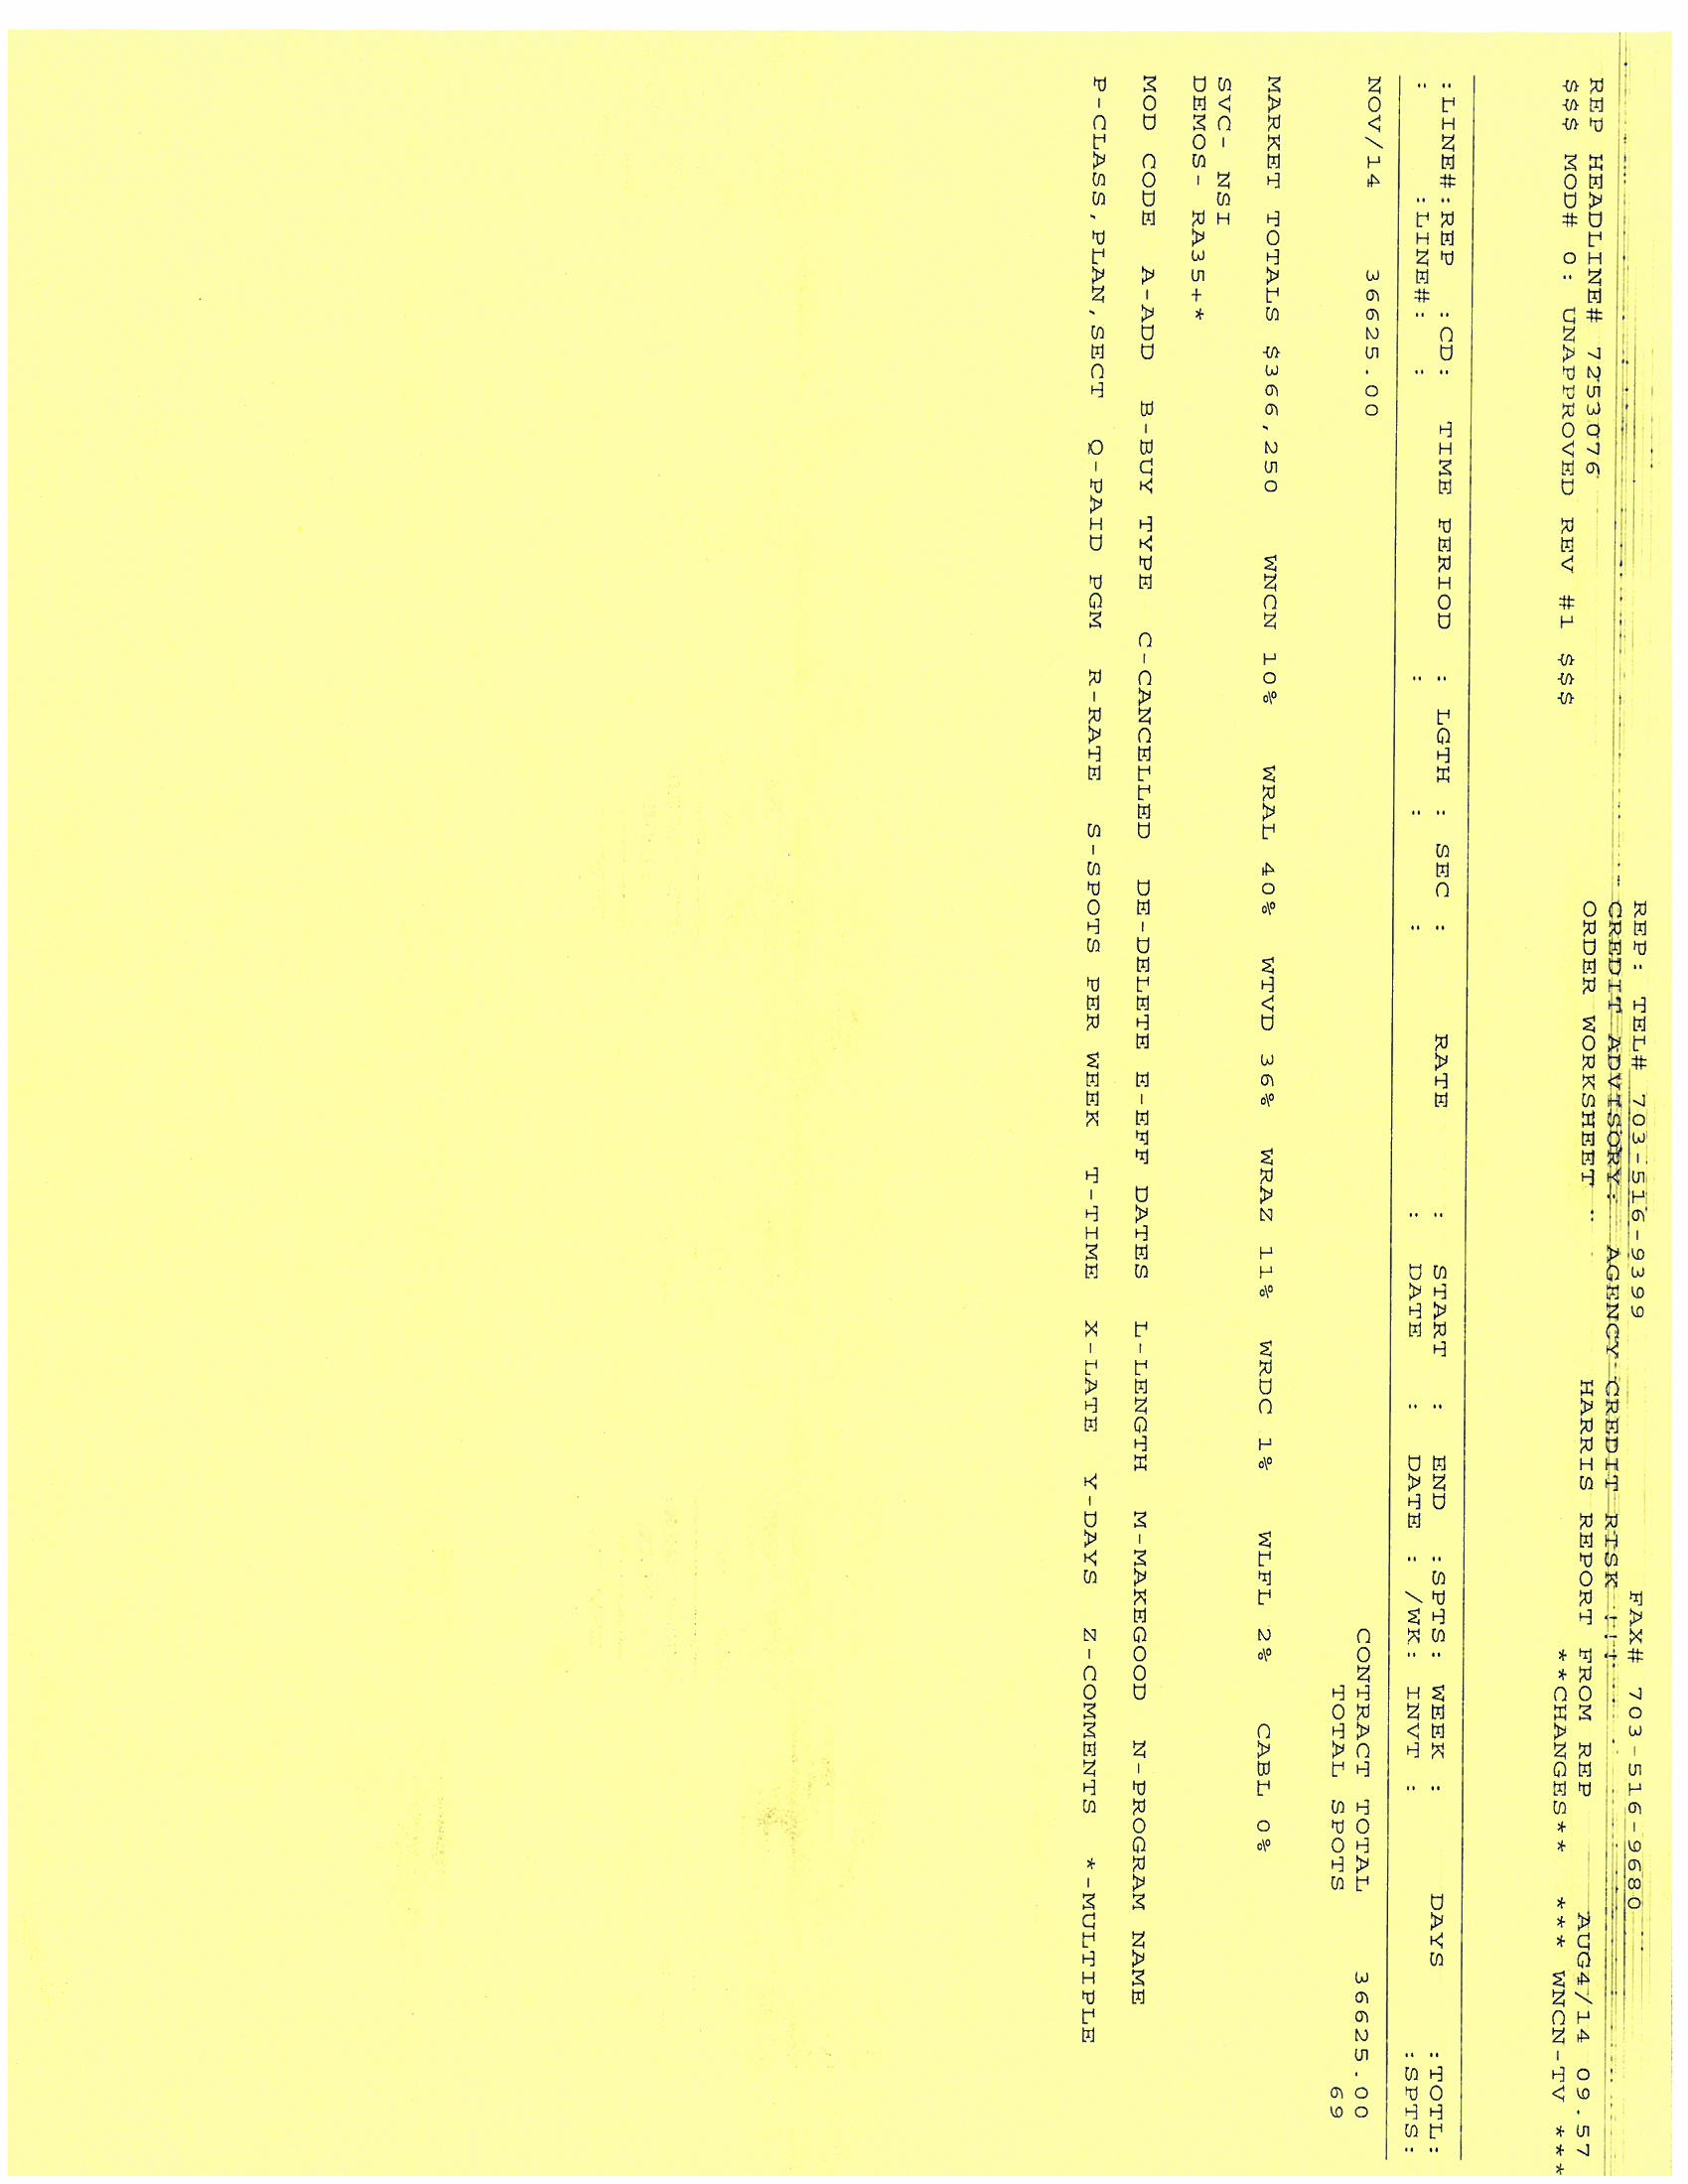 REP: TEL# 703-516-9399 FAX# 703-516-9680
CREDIT ADVISORY: AGENCY CREDIT RISK !!!
REP HEADLINE# 7253076 ORDER WORKSHEET : HARRIS REPORT FROM REP AUG4/14 09.57
$$$ MOD# 0: UNAPPROVED REV #1 $$$ **CHANGES** *** WNCN-TV ***
:LINE#:REP :CD: TIME PERIOD : LGTH : SEC : RATE : START : END :SPTS: WEEK : DAYS :TOTL:
: :LINE#: : : : : : DATE : DATE : /WK: INVT : :SPTS:
NOV/14 36625.00 CONTRACT TOTAL 36625.00
TOTAL SPOTS 69
MARKET TOTALS $366,250 WNCN 10% WRAL 40% WTVD 36% WRAZ 11% WRDC 1% WLFL 2% CABL 0%
SVC- NSI
DEMOS- RA35+*
MOD CODE A-ADD B-BUY TYPE C-CANCELLED DE-DELETE E-EFF DATES L-LENGTH M-MAKEGOOD N-PROGRAM NAME
P-CLASS,PLAN,SECT Q-PAID PGM R-RATE S-SPOTS PER WEEK T-TIME X-LATE Y-DAYS Z-COMMENTS *-MULTIPLE